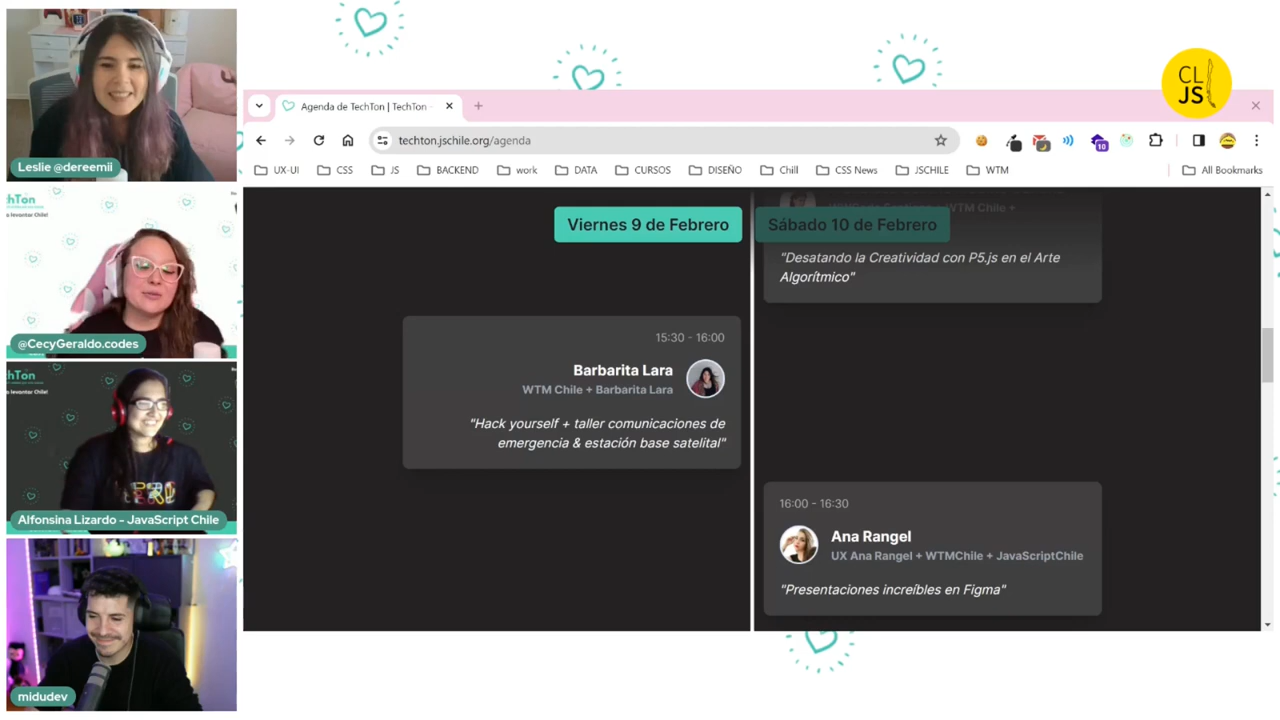 Leslie @dereemii
@CecyGeraldo.codes
Alfonsina Lizardo - JavaScript Chile
midudev
CL
JS
Agenda de TechTon | TechTon -
techton.jschile.org/agenda
10
UX-UI
CSS
JS
BACKEND
work
DATA
CURSOS
DISEÑO
Chill
CSS News
JSCHILE
WTM
All Bookmarks
Viernes 9 de Febrero
Sábado 10 de Febrero
"Desatando la Creatividad con P5.js en el Arte
Algorítmico"
15:30 - 16:00
Barbarita Lara
WTM Chile + Barbarita Lara
"Hack yourself + taller comunicaciones de
emergencia & estación base satelital"
16:00 - 16:30
Ana Rangel
UX Ana Rangel + WTMChile + JavaScriptChile
"Presentaciones increíbles en Figma"